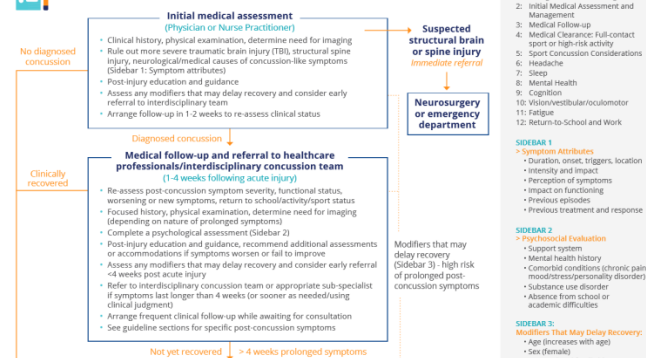 Initial medical assessment
(Physician or Nurse Practitioner)
• Clinical history, physical examination, determine need for imaging
• Rule out more severe traumatic brain injury (TBI), structural spine
injury, neurological/medical causes of concussion-like symptoms
(Sidebar 1: Symptom attributes)
• Post-injury education and guidance
• Assess any modifiers that may delay recovery and consider early
referral to interdisciplinary team
• Arrange follow-up in 1-2 weeks to re-assess clinical status
Suspected
structural brain
or spine injury
Immediate referral
Neurosurgery
or emergency
department
No diagnosed
concussion
Diagnosed concussion
Clinically
recovered
Medical follow-up and referral to healthcare
professionals/interdisciplinary concussion team
(1-4 weeks following acute injury)
• Re-assess post-concussion symptom severity, functional status,
worsening or new symptoms, return to school/activity/sport status
• Focused history, physical examination, determine need for imaging
(depending on nature of prolonged symptoms)
• Complete a psychological assessment (Sidebar 2)
• Post-injury education and guidance, recommend additional assessments
or accommodations if symptoms worsen or fail to improve
• Assess any modifiers that may delay recovery and consider early referral
<4 weeks post acute injury
• Refer to interdisciplinary concussion team or appropriate sub-specialist
if symptoms last longer than 4 weeks (or sooner as needed/using
clinical judgment)
• Arrange frequent clinical follow-up while awaiting for consultation
• See guideline sections for specific post-concussion symptoms
Modifiers that may
delay recovery
(Sidebar 3) - high risk
of prolonged post-
concussion symptoms
Not yet recovered
> 4 weeks prolonged symptoms
2: Initial Medical Assessment and
Management
3: Medical Follow-up
4: Medical Clearance: Full-contact
sport or high-risk activity
5: Sport Concussion Considerations
6: Headache
7: Sleep
8: Mental Health
9: Cognition
10: Vision/vestibular/oculomotor
11: Fatigue
12: Return-to-School and Work
SIDEBAR 1
> Symptom Attributes
• Duration, onset, triggers, location
• Intensity and impact
• Perception of symptoms
• Impact on functioning
• Previous episodes
• Previous treatment and response
SIDEBAR 2
> Psychosocial Evaluation
• Support system
• Mental health history
• Comorbid conditions (chronic pain
mood/stress/personality disorder)
• Substance use disorder
• Absence from school or
academic difficulties
SIDEBAR 3:
Modifiers That May Delay Recovery:
• Age (increases with age)
• Sex (female)